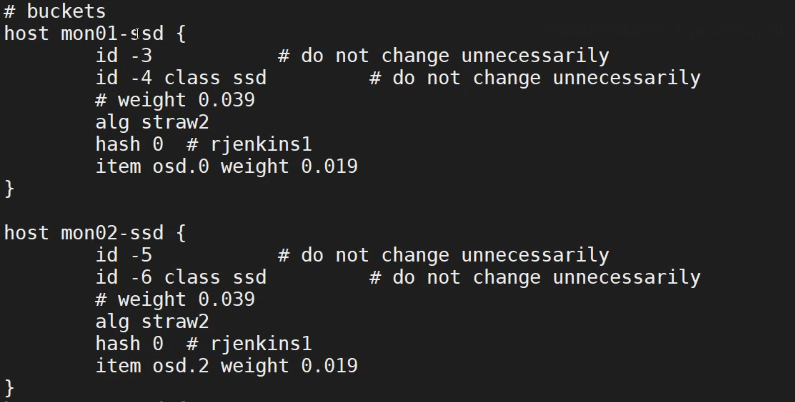 # buckets
host mon01-ssd {
id -3 # do not change unnecessarily
id -4 class ssd # do not change unnecessarily
# weight 0.039
alg straw2
hash 0 # rjenkins1
item osd.0 weight 0.019
}
host mon02-ssd {
id -5 # do not change unnecessarily
id -6 class ssd # do not change unnecessarily
# weight 0.039
alg straw2
hash 0 # rjenkins1
item osd.2 weight 0.019
}